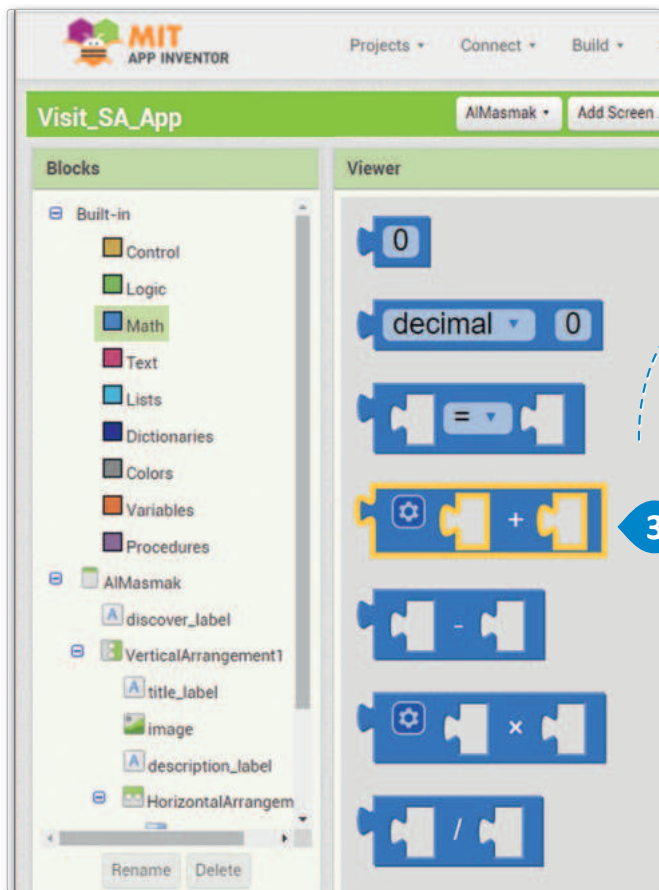 MIT
APP INVENTOR
Projects Connect Build
Visit_SA_App
AlMasmak Add Screen
Blocks
Viewer
Built-in
Control
Logic
Math
Text
Lists
Dictionaries
Colors
Variables
Procedures
AlMasmak
discover_label
VerticalArrangement1
A title_label
image
A description_label
HorizontalArrangem
Rename Delete
0
decimal 0
=
+
3
-
×
/